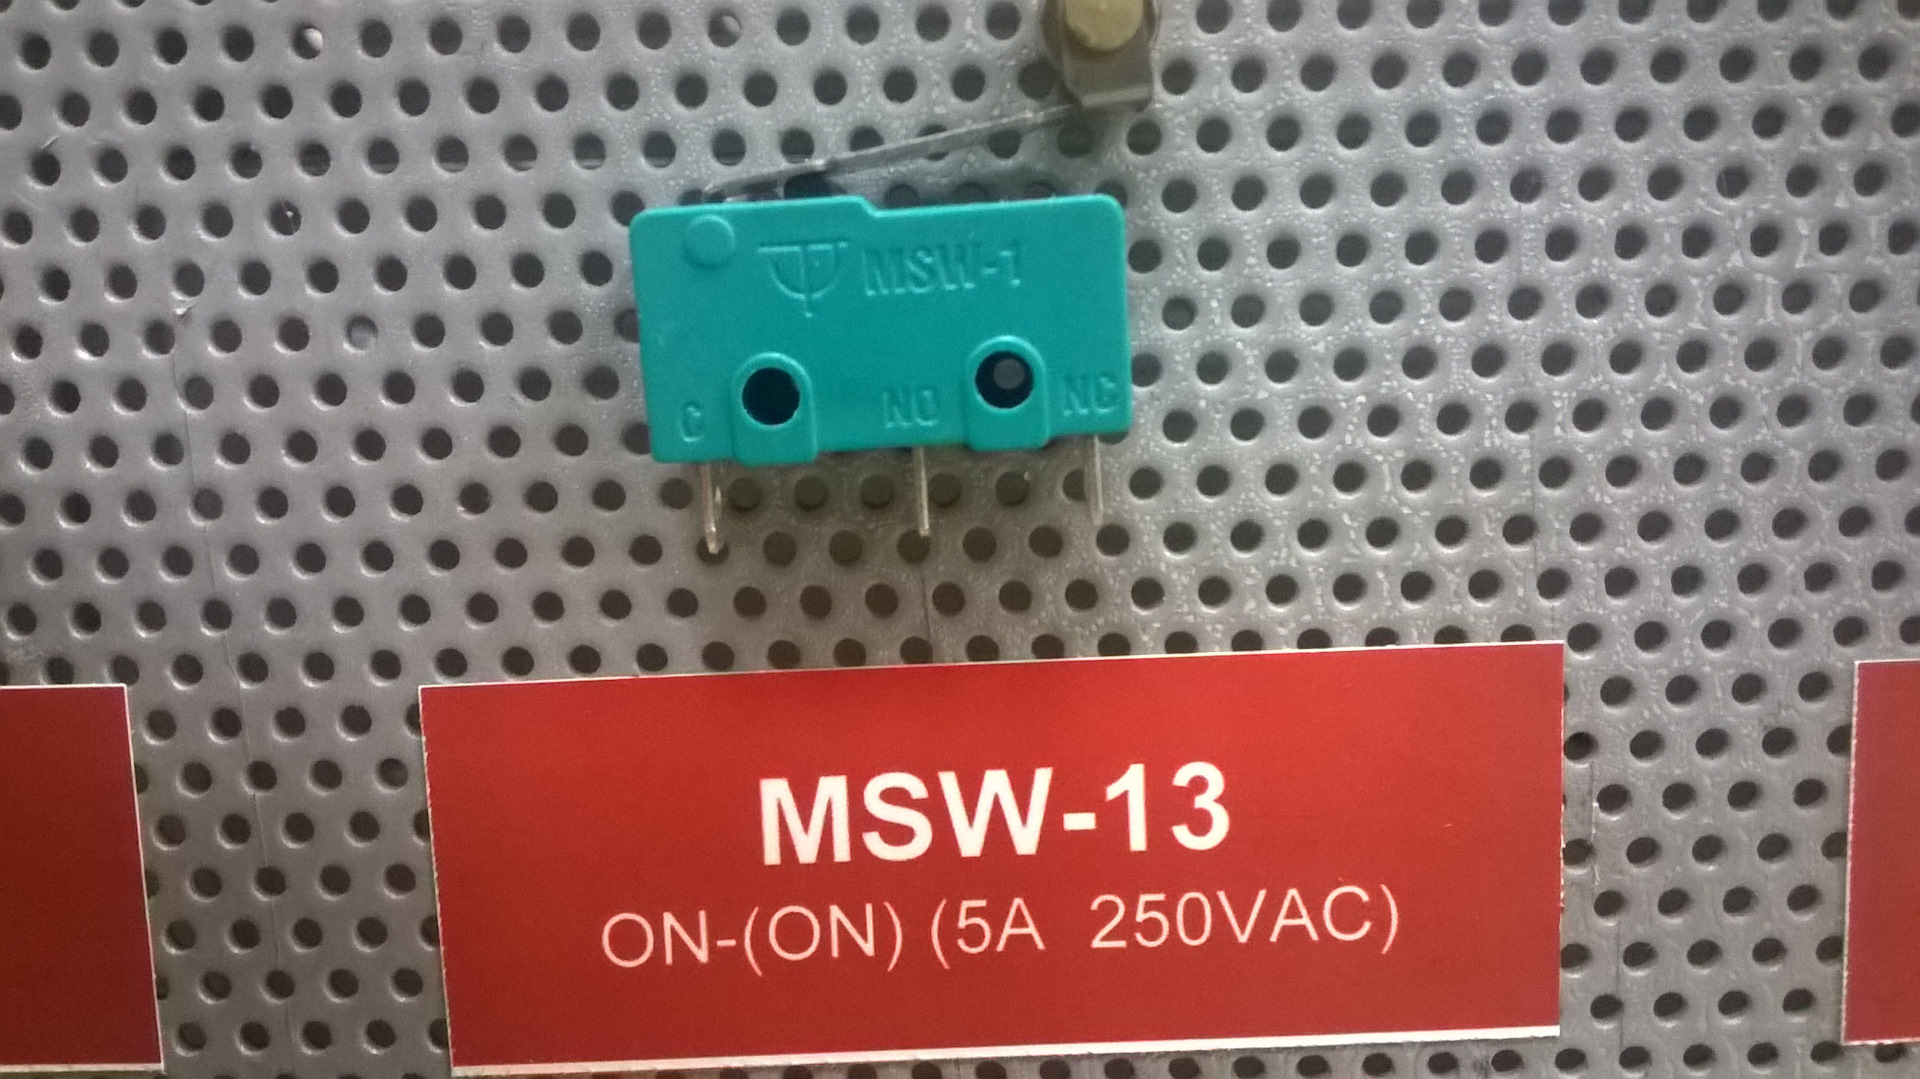 MSW-1
C NO NC
MSW-13
ON-(ON) (5A 250VAC)